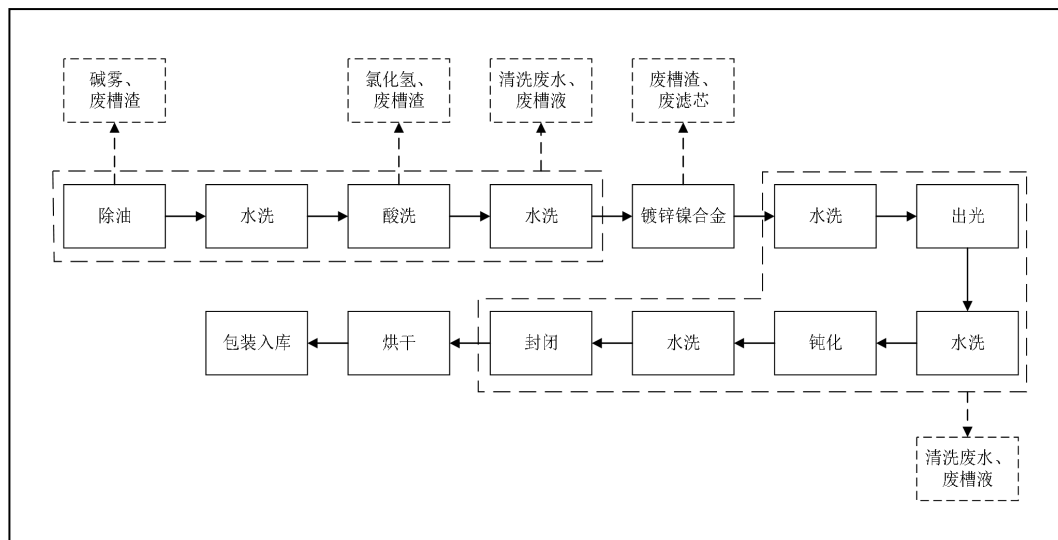 碱雾、
废槽渣
氯化氢、
废槽渣
清洗废水、
废槽液
废槽渣、
废滤芯
除油
水洗
酸洗
水洗
镀锌镍合金
水洗
出光
包装入库
烘干
封闭
水洗
钝化
水洗
清洗废水、
废槽液